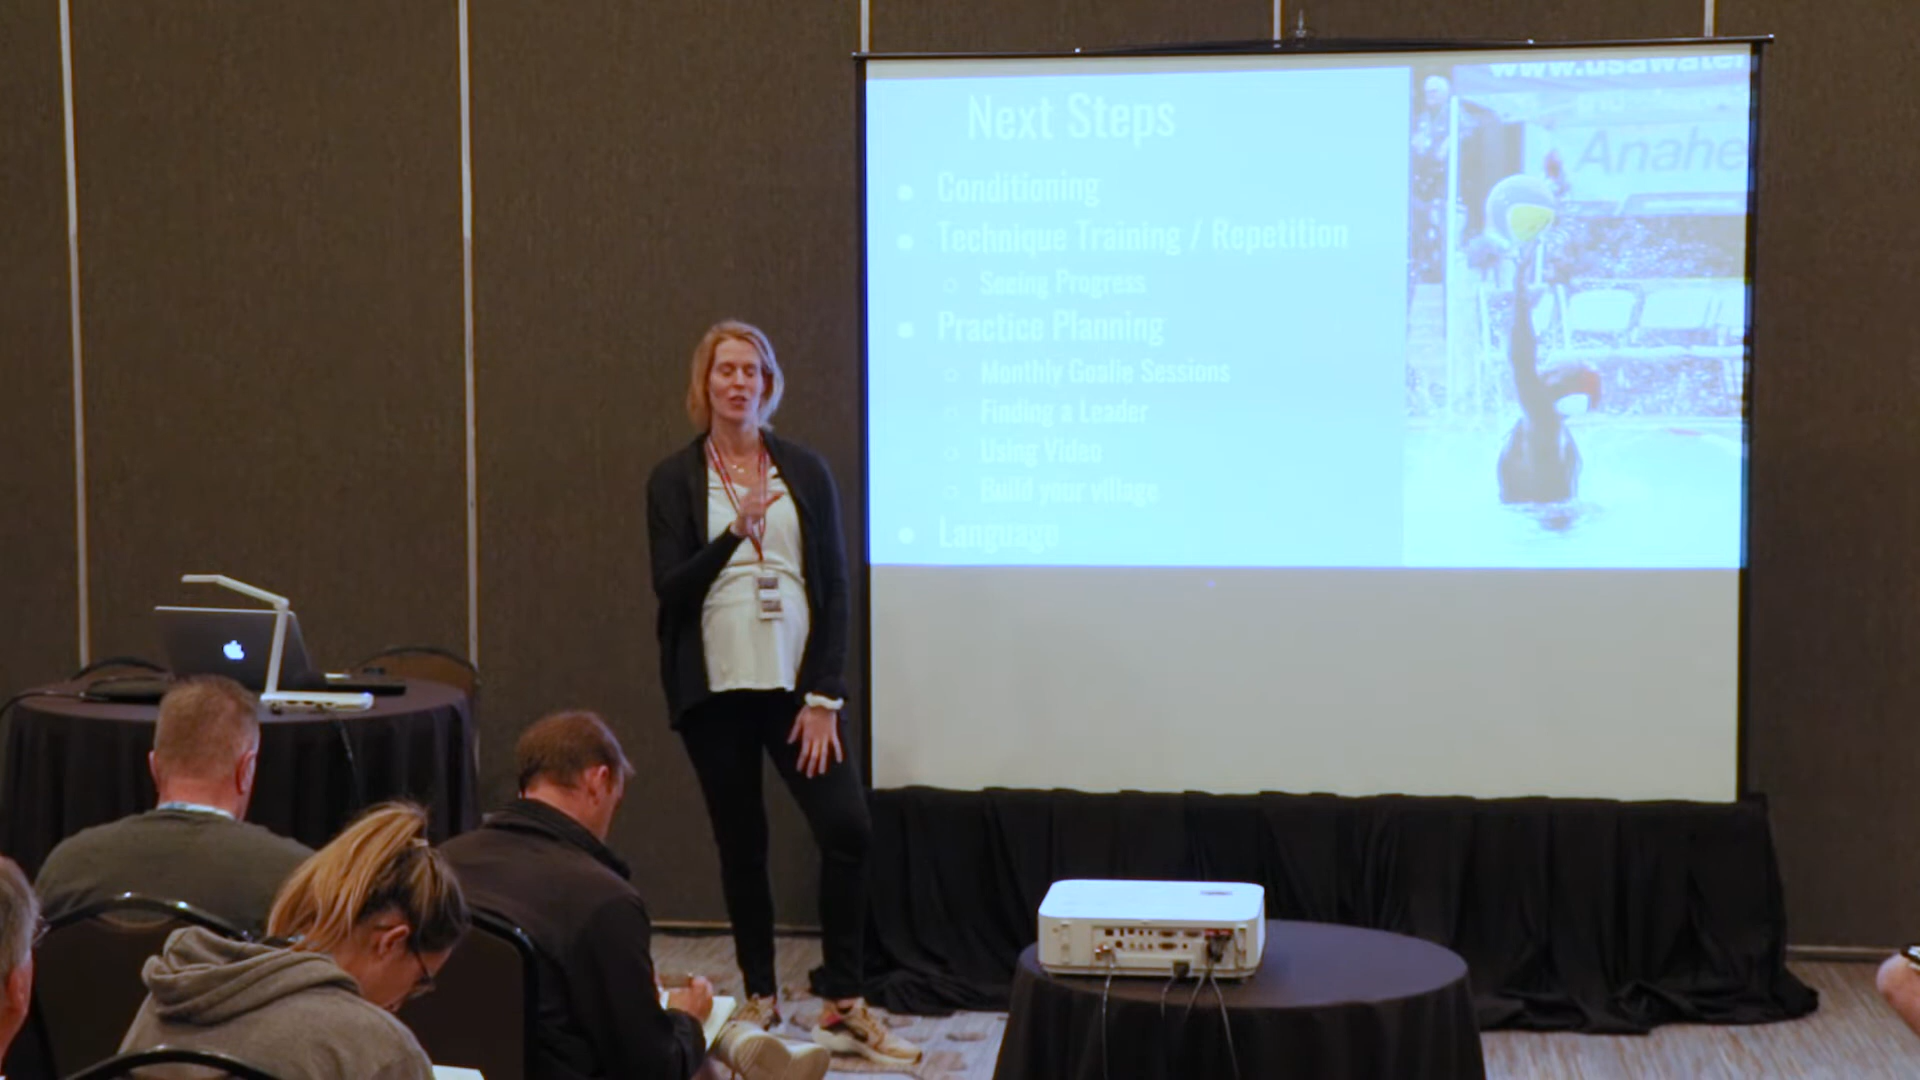 Next Steps
Conditioning
Technique Training / Repetition
Seeing Progress
Practice Planning
Monthly Goalie Sessions
Finding a Leader
Using Video
Build your village
Language
www.usawater
Anahe